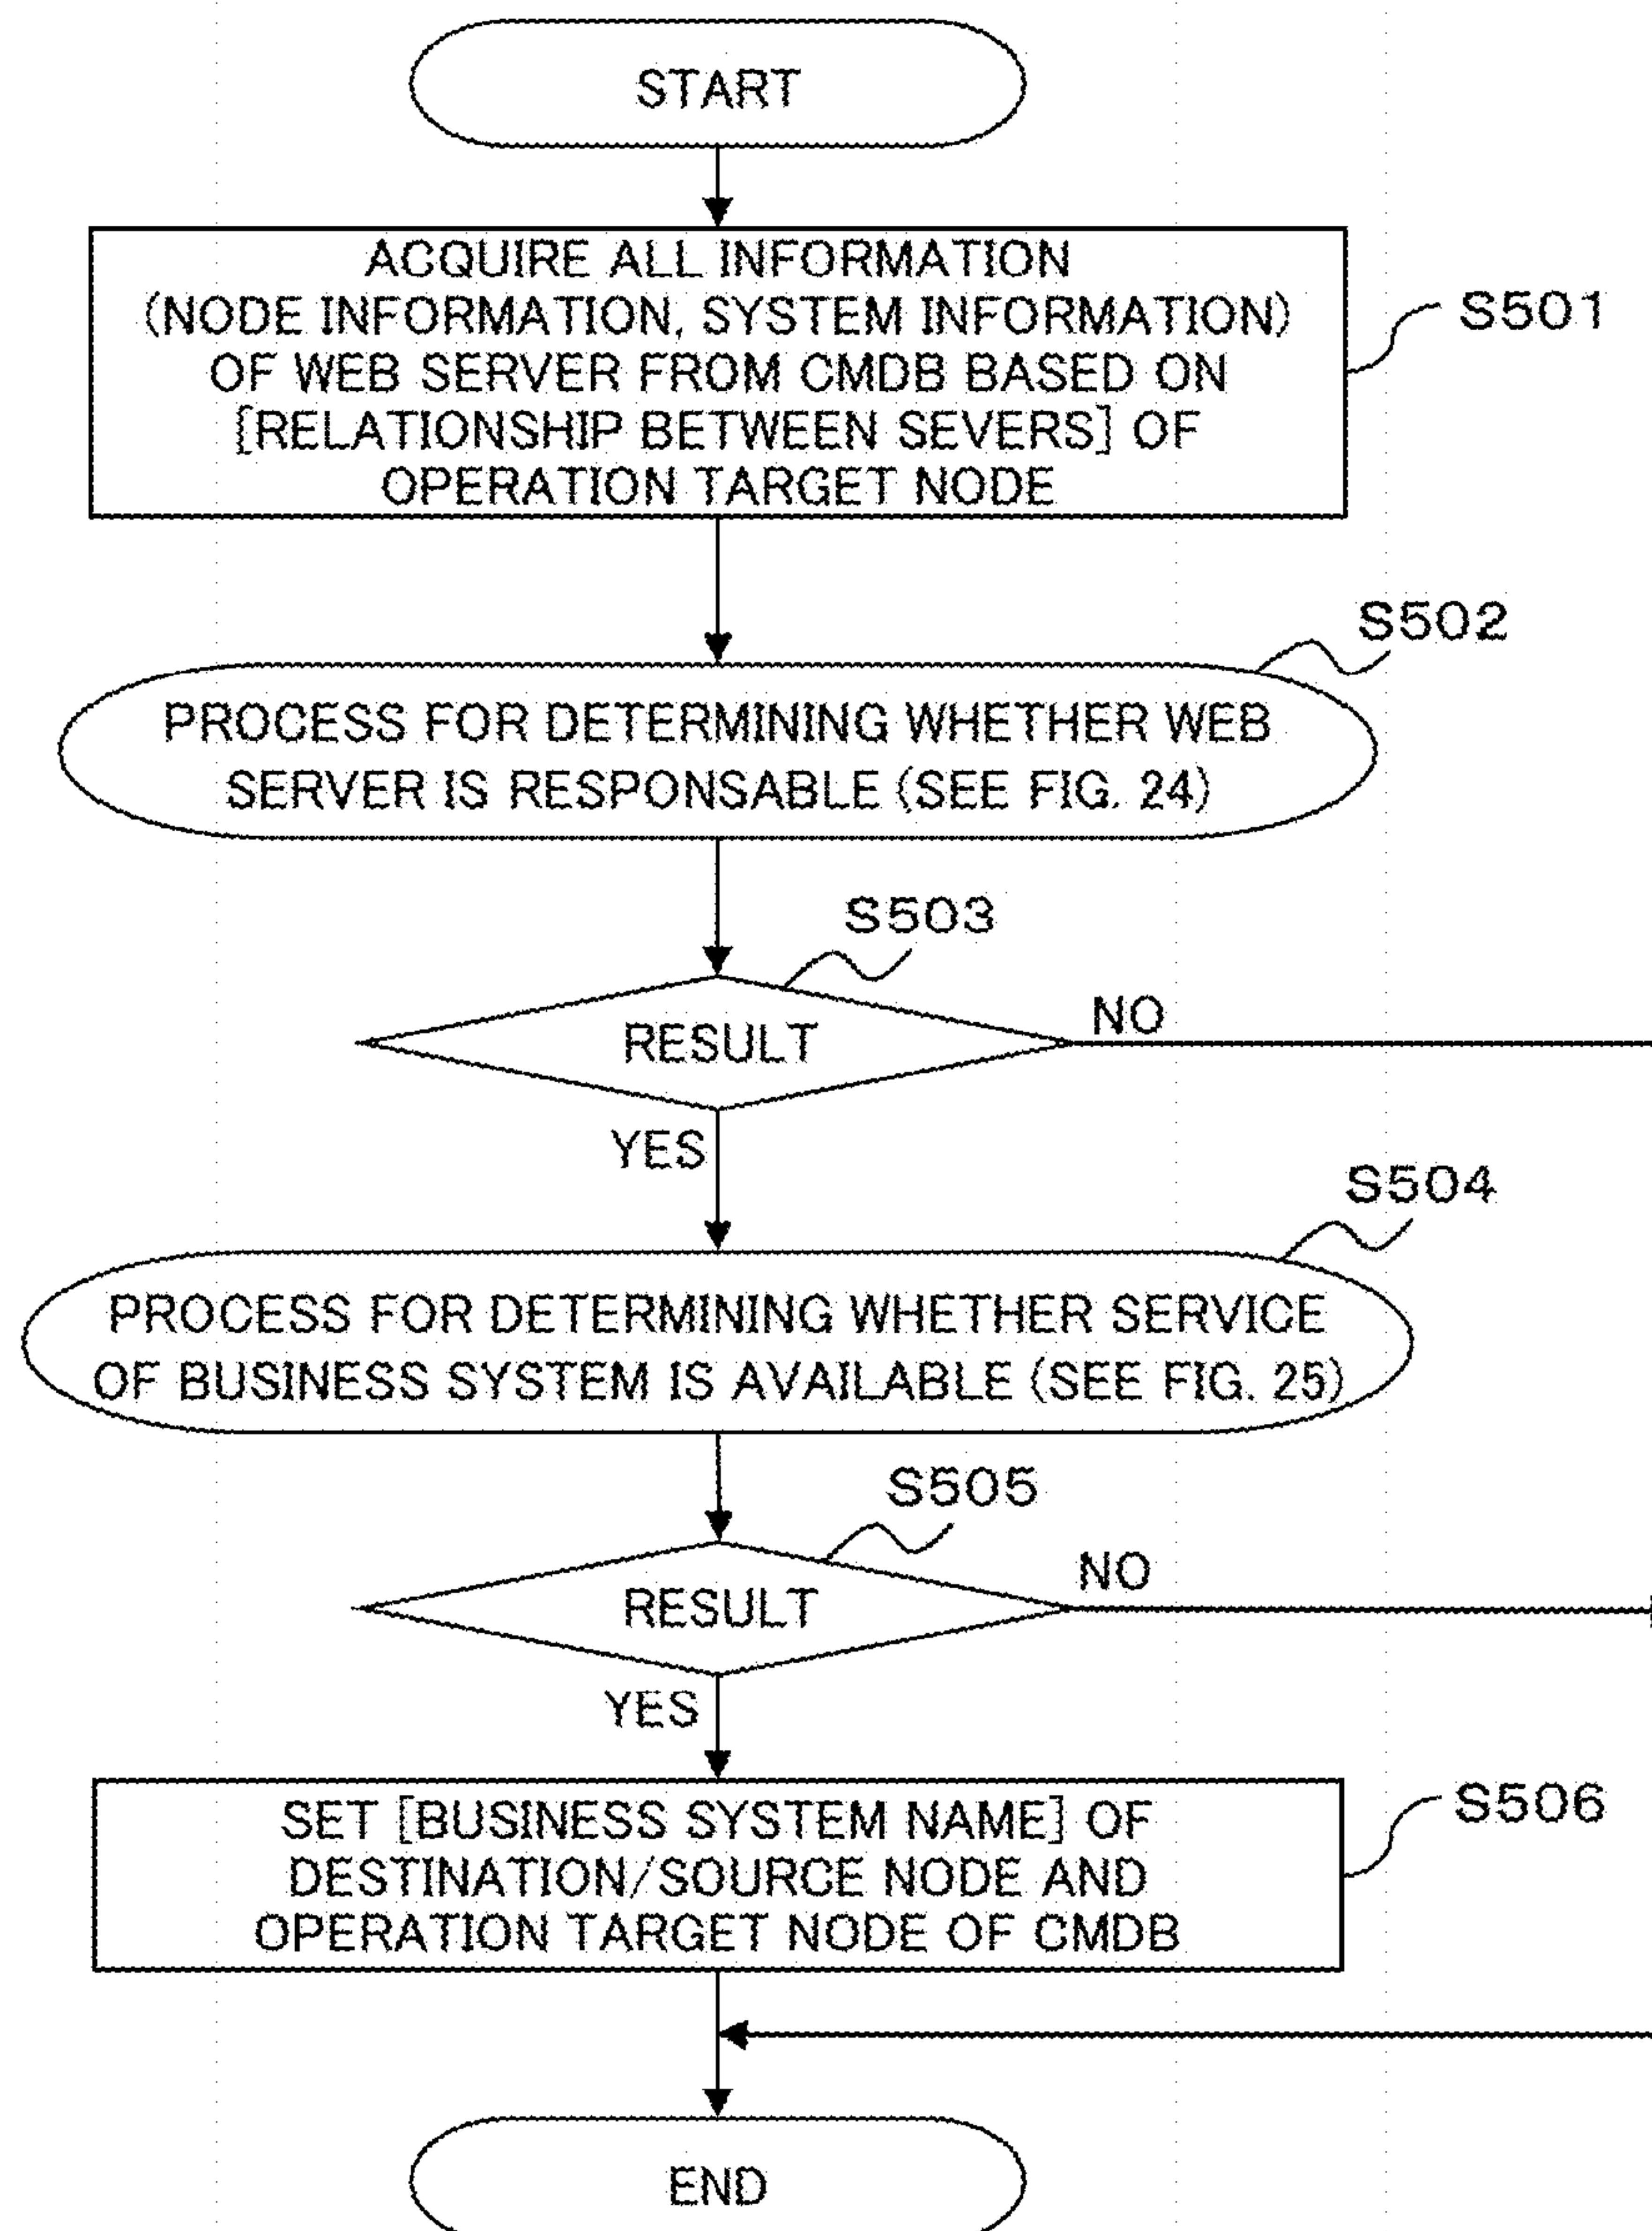 START
ACQUIRE ALL INFORMATION
(NODE INFORMATION, SYSTEM INFORMATION)
OF WEB SERVER FROM CMDB BASED ON
[RELATIONSHIP BETWEEN SEVERS] OF
OPERATION TARGET NODE
S501
S502
PROCESS FOR DETERMINING WHETHER WEB
SERVER IS RESPONSABLE (SEE FIG. 24)
S503
RESULT
NO
YES
S504
PROCESS FOR DETERMINING WHETHER SERVICE
OF BUSINESS SYSTEM IS AVAILABLE (SEE FIG. 25)
S505
RESULT
NO
YES
SET [BUSINESS SYSTEM NAME] OF
DESTINATION/SOURCE NODE AND
OPERATION TARGET NODE OF CMDB
S506
END